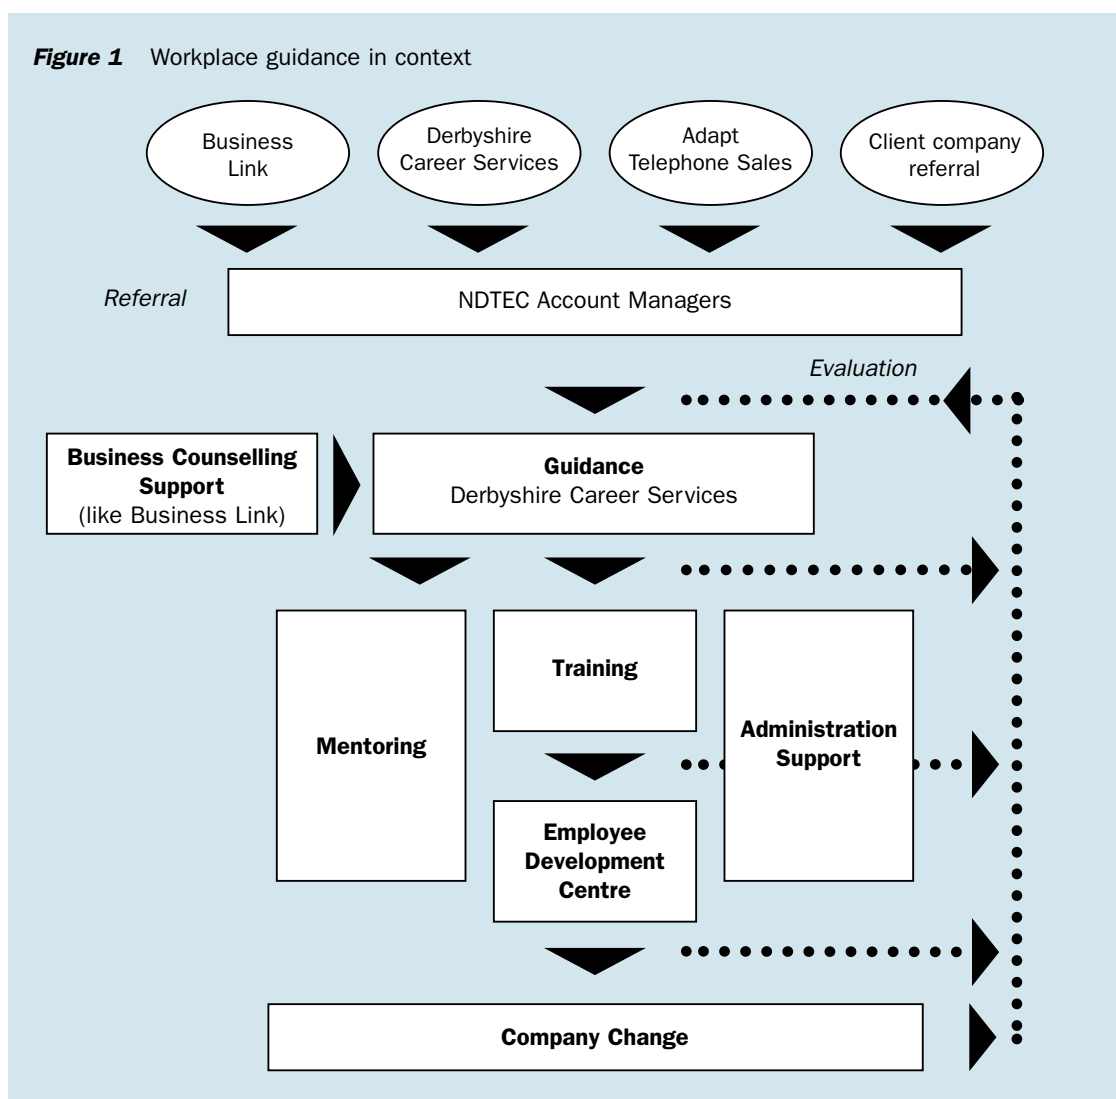 Figure 1 Workplace guidance in context
Business
Link
Derbyshire
Career Services
Adapt
Telephone Sales
Client company
referral
Referral
NDTEC Account Managers
Evaluation
Business Counselling
Support
(like Business Link)
Guidance
Derbyshire Career Services
Mentoring
Training
Administration
Support
Employee
Development
Centre
Company Change